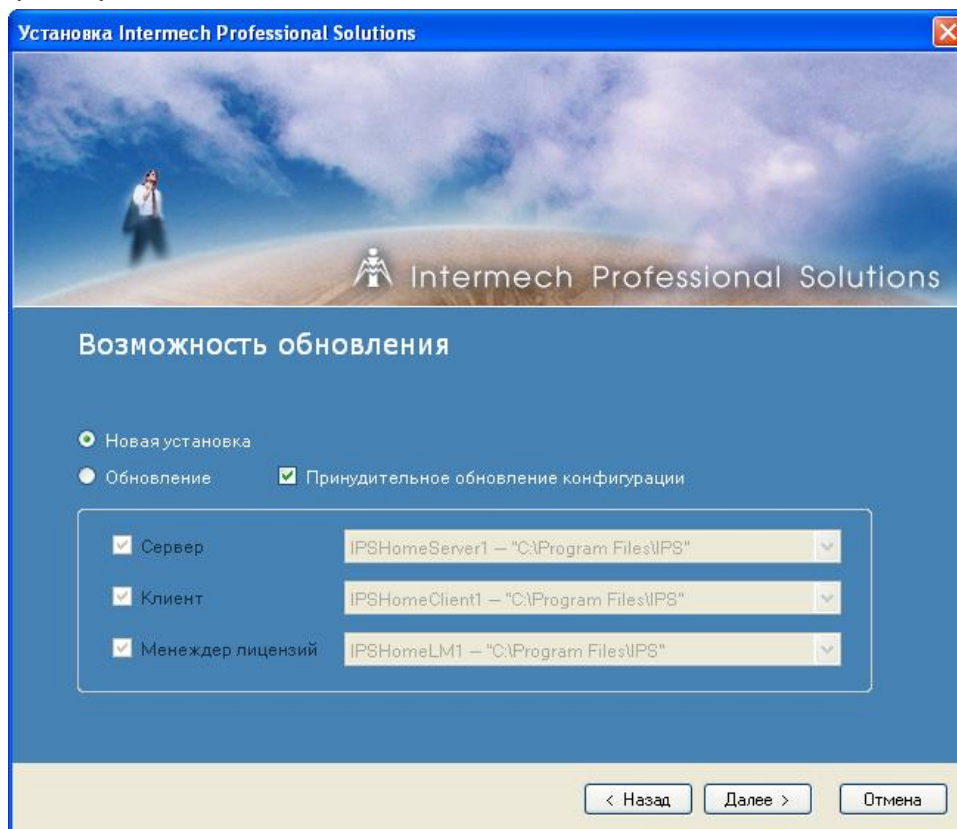 Установка Intermech Professional Solutions
Intermech Professional Solutions
Возможность обновления
Новая установка
Обновление
Принудительное обновление конфигурации
Сервер
IPSHomeServer1 – "C:\Program Files\IPS"
Клиент
IPSHomeClient1 – "C:\Program Files\IPS"
Менеждер лицензий
IPSHomeLM1 – "C:\Program Files\IPS"
< Назад
Далее >
Отмена